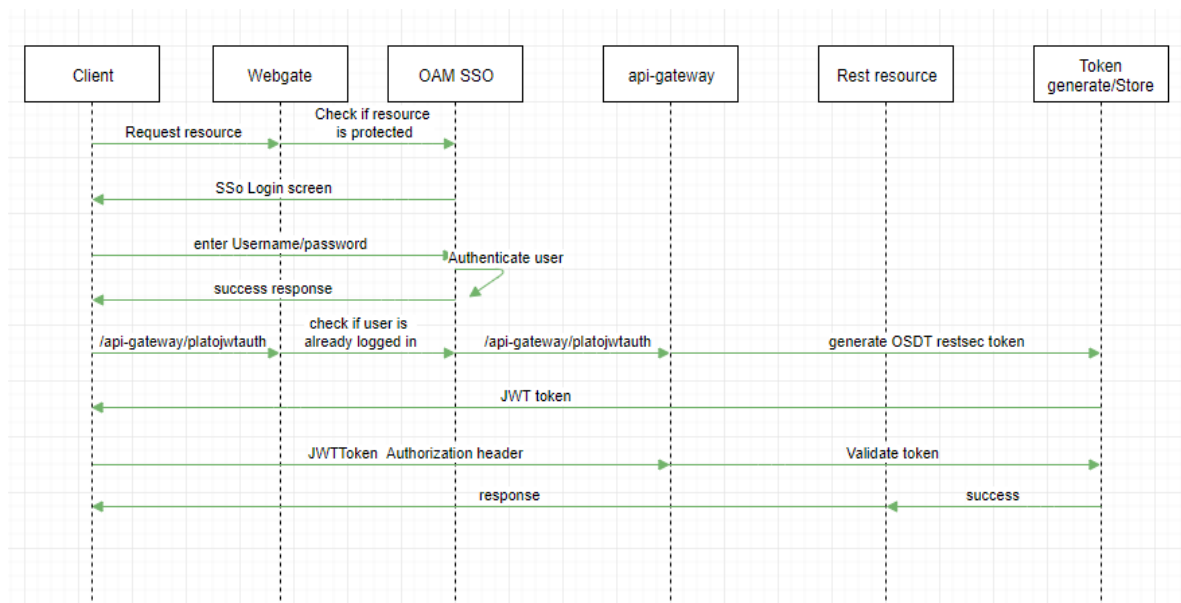 Client
Webgate
OAM SSO
api-gateway
Rest resource
Token
generate/Store
Request resource
Check if resource
is protected
SSo Login screen
enter Username/password
Authenticate user
success response
/api-gateway/platojwtauth
check if user is
already logged in
/api-gateway/platojwtauth
generate OSDT restsec token
JWT token
JWTToken Authorization header
Validate token
response
success